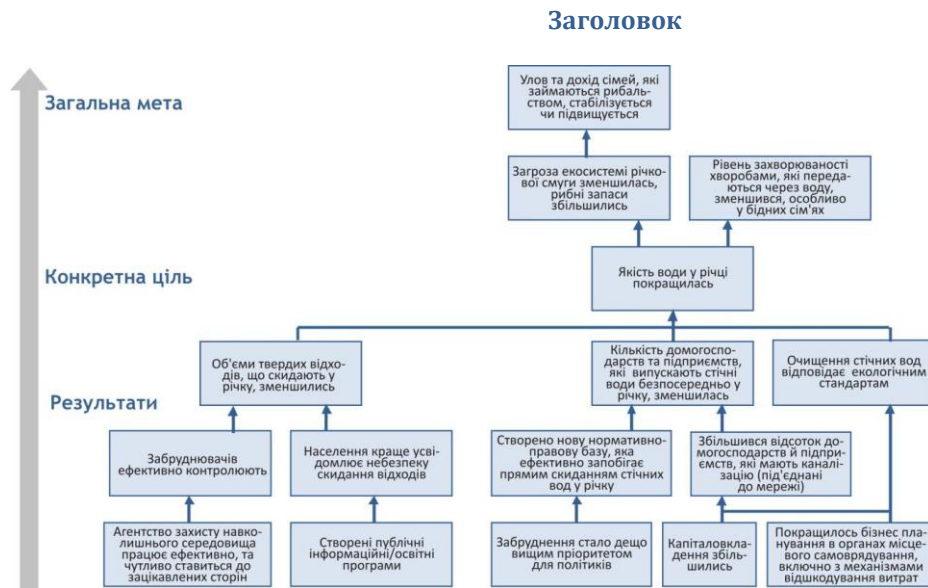 Заголовок
Загальна мета
Улов та дохід сімей, які
займаються рибаль-
ством, стабілізується
чи підвищується
Загроза екосистемі річко-
вої смуги зменшилась,
рибні запаси
збільшились
Рівень захворюваності
хворобами, які переда-
ються через воду,
зменшився, особливо
у бідних сім'ях
Конкретна ціль
Якість води у річці
покращилась
Результати
Об'єми твердих відхо-
дів, що скидають у
річку, зменшились
Кількість домогоспо-
дарств та підприємств,
які випускають стічні
води безпосередньо у
річку, зменшилась
Очищення стічних вод
відповідає екологічним
стандартам
Забруднювачів
ефективно контролюють
Населення краще усві-
домлює небезпеку
скидання відходів
Створено нову нормативно-
правову базу, яка
ефективно запобігає
прямим скиданням стічних
вод у річку
Збільшився відсоток до-
могосподарств й підпри-
ємств, які мають каналі-
зацію (під'єднані
до мережі)
Агентство захисту навко-
лишнього середовища
працює ефективно, та
чутливо ставиться до
зацікавлених сторін
Створені публічні
інформаційні/освітні
програми
Забруднення стало дещо
вищим пріоритетом
для політиків
Капіталовкла-
дення збіль-
шились
Покращилось бізнес пла-
нування в органах місце-
вого самоврядування,
включно з механізмами
відшкодування витрат